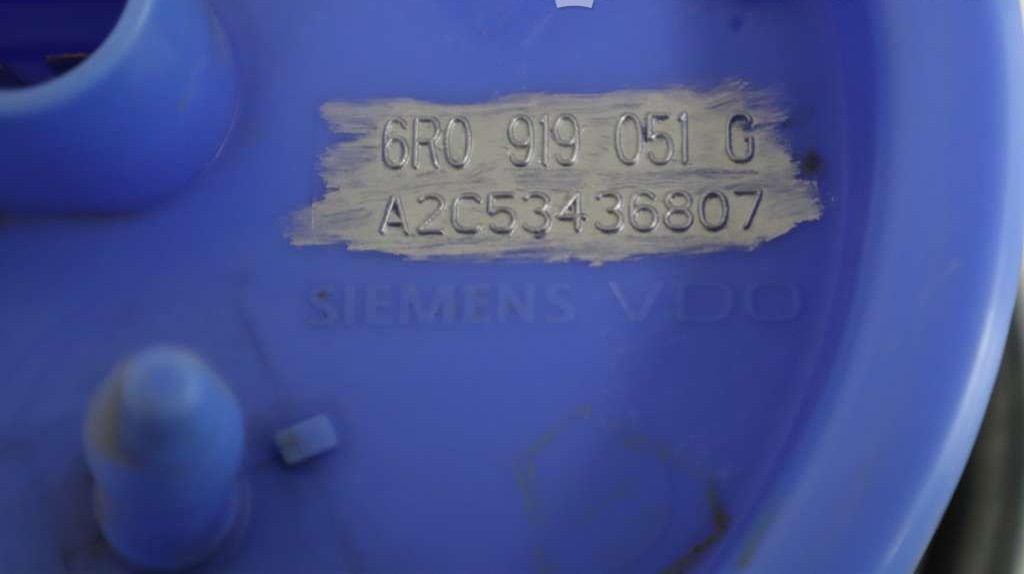 6R0 919 051 G
A2C53436807
SIEMENS VDO